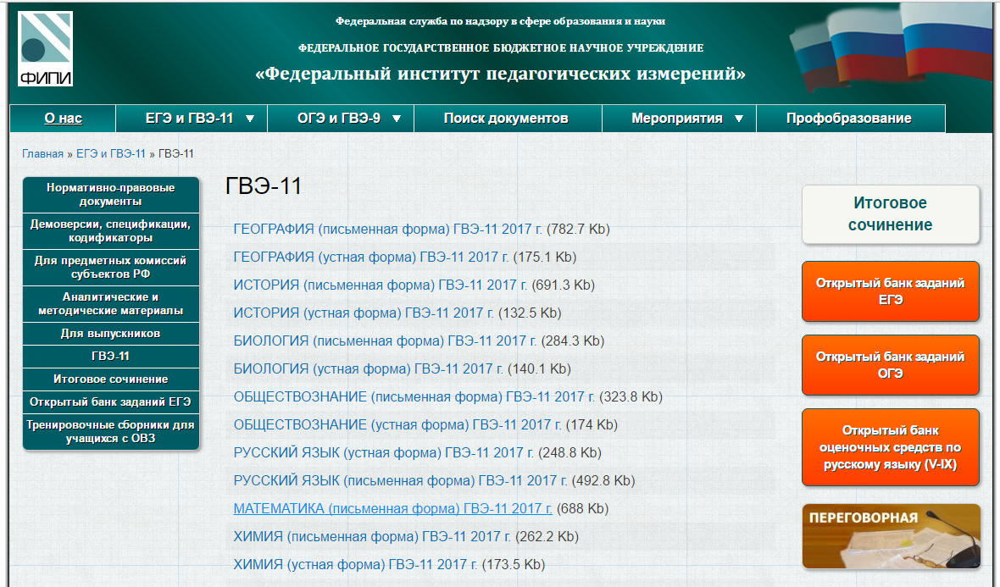 Федеральная служба по надзору в сфере образования и науки
ФЕДЕРАЛЬНОЕ ГОСУДАРСТВЕННОЕ БЮДЖЕТНОЕ НАУЧНОЕ УЧРЕЖДЕНИЕ
«Федеральный институт педагогических измерений»
ФИПИ
О нас
ЕГЭ и ГВЭ-11 ▼
ОГЭ и ГВЭ-9 ▼
Поиск документов
Мероприятия ▼
Профобразование
Главная » ЕГЭ и ГВЭ-11 » ГВЭ-11
Нормативно-правовые
документы
Демоверсии, спецификации,
кодификаторы
Для предметных комиссий
субъектов РФ
Аналитические и
методические материалы
Для выпускников
ГВЭ-11
Итоговое сочинение
Открытый банк заданий ЕГЭ
Тренировочные сборники для
учащихся с ОВЗ
ГВЭ-11
ГЕОГРАФИЯ (письменная форма) ГВЭ-11 2017 г. (782.7 Kb)
ГЕОГРАФИЯ (устная форма) ГВЭ-11 2017 г. (175.1 Kb)
ИСТОРИЯ (письменная форма) ГВЭ-11 2017 г. (691.3 Kb)
ИСТОРИЯ (устная форма) ГВЭ-11 2017 г. (132.5 Kb)
БИОЛОГИЯ (письменная форма) ГВЭ-11 2017 г. (284.3 Kb)
БИОЛОГИЯ (устная форма) ГВЭ-11 2017 г. (140.1 Kb)
ОБЩЕСТВОЗНАНИЕ (письменная форма) ГВЭ-11 2017 г. (323.8 Kb)
ОБЩЕСТВОЗНАНИЕ (устная форма) ГВЭ-11 2017 г. (174 Kb)
РУССКИЙ ЯЗЫК (устная форма) ГВЭ-11 2017 г. (248.8 Kb)
РУССКИЙ ЯЗЫК (письменная форма) ГВЭ-11 2017 г. (492.8 Kb)
МАТЕМАТИКА (письменная форма) ГВЭ-11 2017 г. (688 Kb)
ХИМИЯ (письменная форма) ГВЭ-11 2017 г. (262.2 Kb)
ХИМИЯ (устная форма) ГВЭ-11 2017 г. (173.5 Kb)
Итоговое
сочинение
Открытый банк заданий
ЕГЭ
Открытый банк заданий
ОГЭ
Открытый банк
оценочных средств по
русскому языку (V-IX)
ПЕРЕГОВОРНАЯ